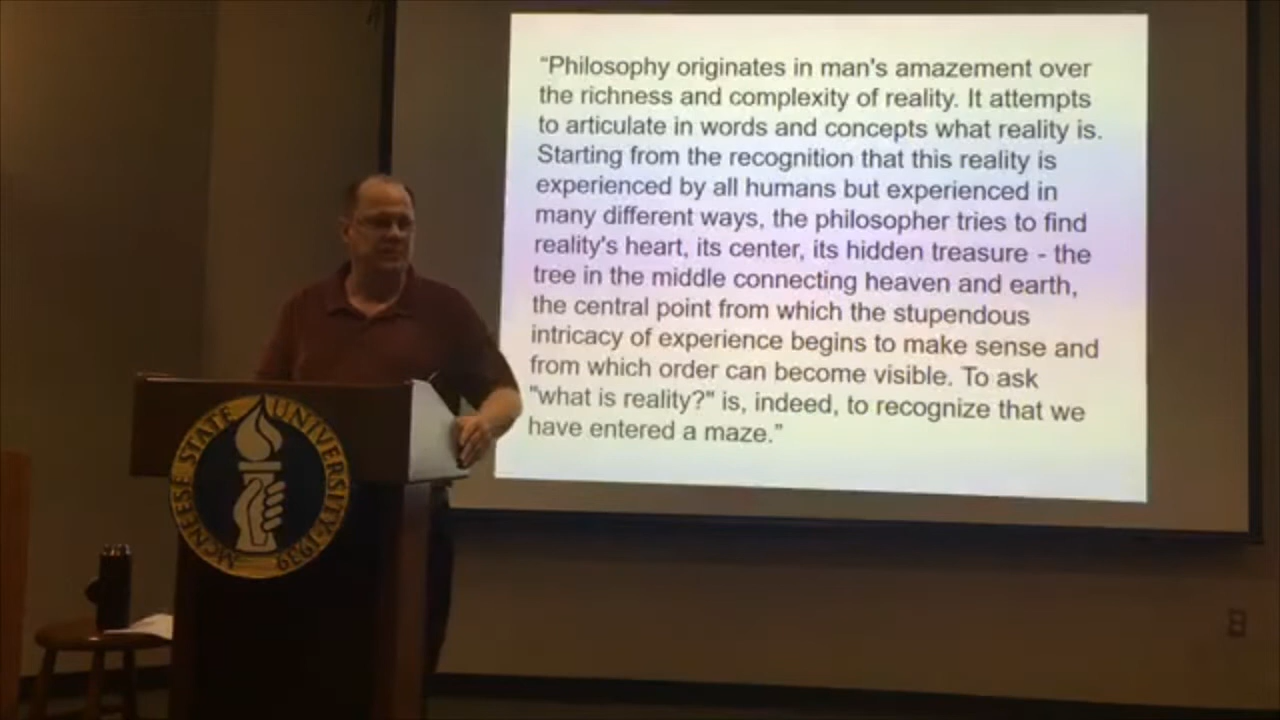 “Philosophy originates in man's amazement over
the richness and complexity of reality. It attempts
to articulate in words and concepts what reality is.
Starting from the recognition that this reality is
experienced by all humans but experienced in
many different ways, the philosopher tries to find
reality's heart, its center, its hidden treasure - the
tree in the middle connecting heaven and earth,
the central point from which the stupendous
intricacy of experience begins to make sense and
from which order can become visible. To ask
"what is reality?" is, indeed, to recognize that we
have entered a maze.”
MCNEESE STATE UNIVERSITY·1939